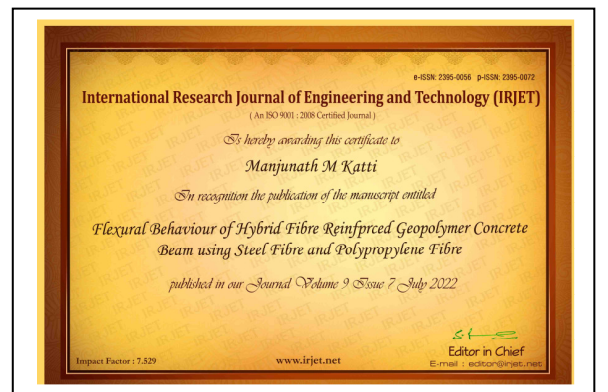 e-ISSN: 2395-0056 p-ISSN: 2395-0072
International Research Journal of Engineering and Technology (IRJET)
( An ISO 9001 : 2008 Certified Journal )
Is hereby awarding this certificate to
Manjunath M Katti
In recognition the publication of the manuscript entitled
Flexural Behaviour of Hybrid Fibre Reinfprced Geopolymer Concrete
Beam using Steel Fibre and Polypropylene Fibre
published in our Journal Volume 9 Issue 7 July 2022
Editor in Chief
Impact Factor : 7.529
www.irjet.net
E-mail : editor@irjet.net